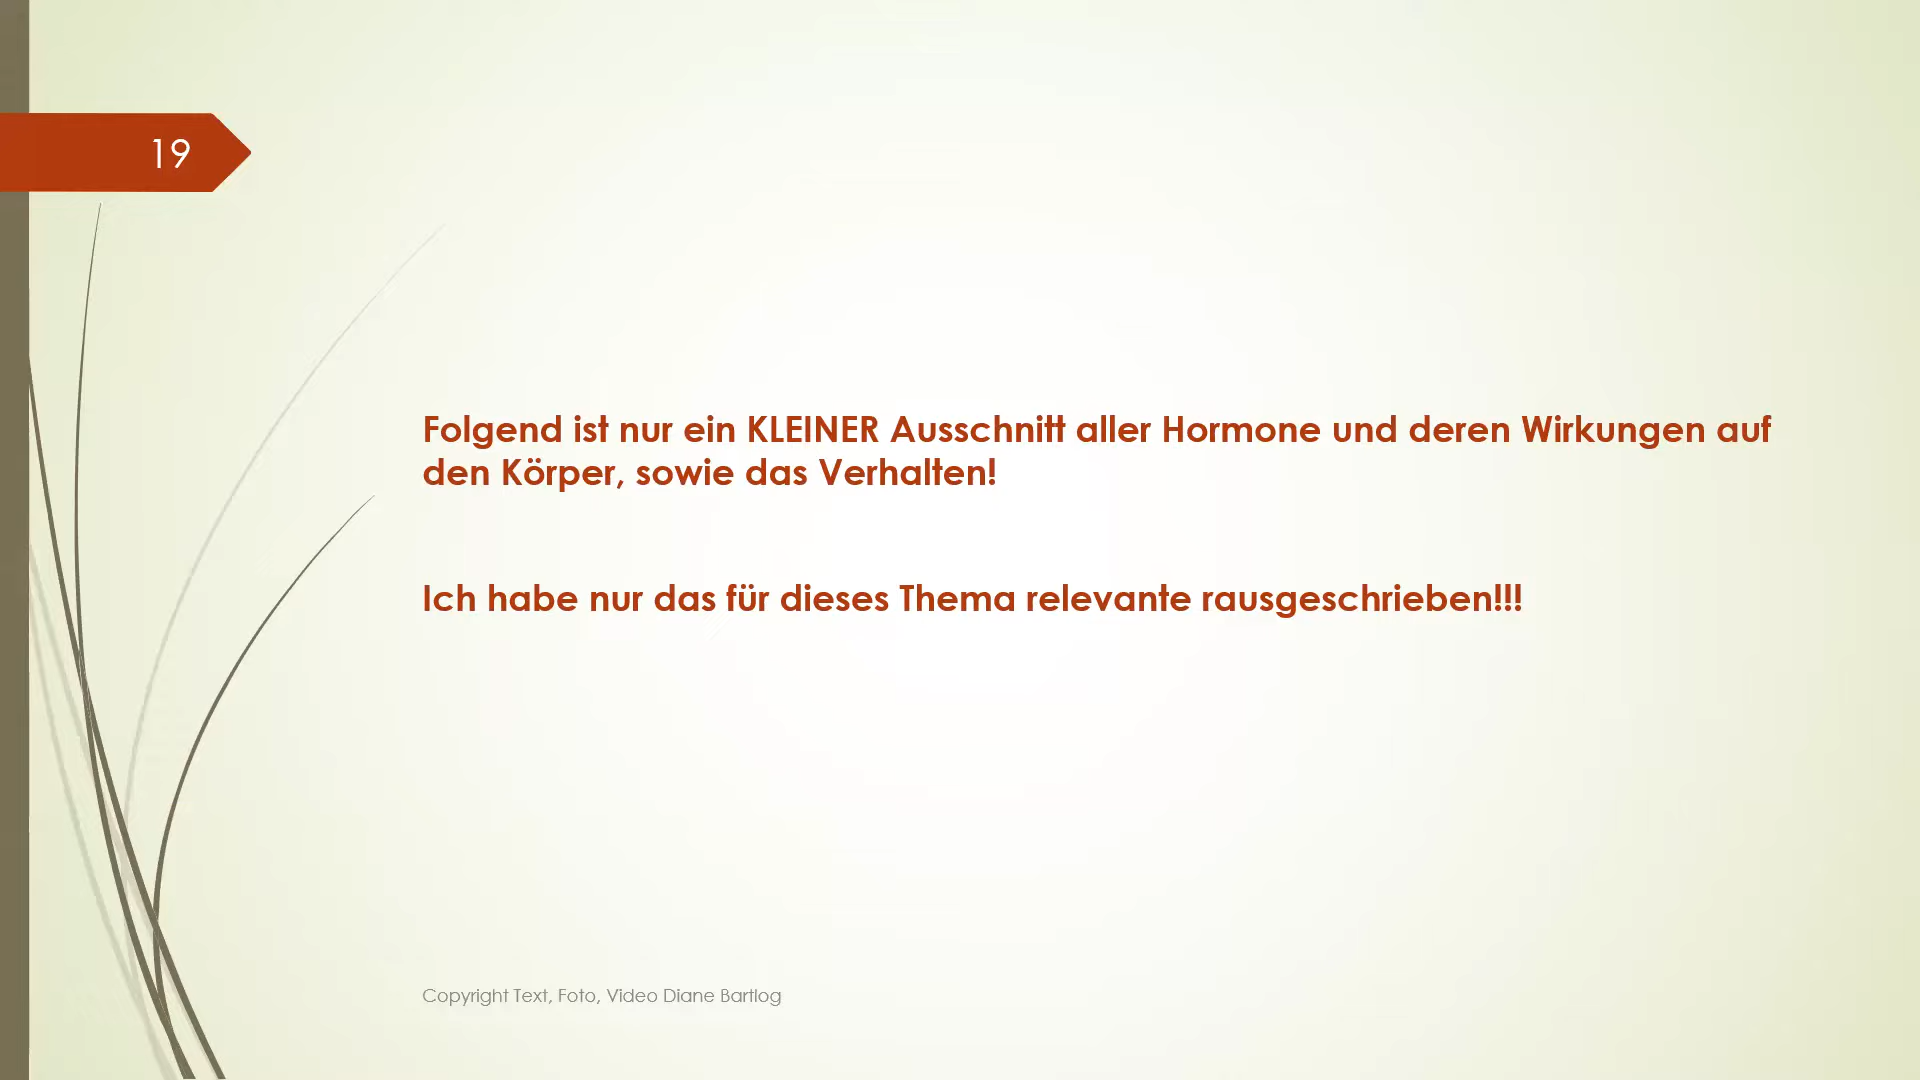 19
Folgend ist nur ein KLEINER Ausschnitt aller Hormone und deren Wirkungen auf
den Körper, sowie das Verhalten!
Ich habe nur das für dieses Thema relevante rausgeschrieben!!!
Copyright Text, Foto, Video Diane Bartlog